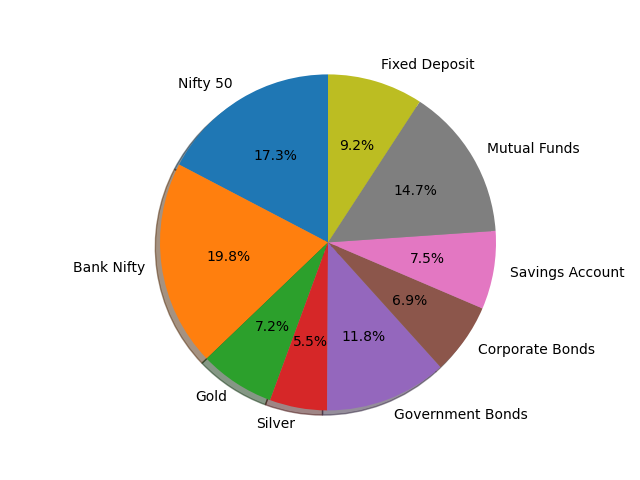 Fixed Deposit
Nifty 50
Mutual Funds
9.2%
17.3%
14.7%
Bank Nifty
19.8%
7.5%
Savings Account
6.9%
7.2%
5.5%
11.8%
Corporate Bonds
Gold
Silver
Government Bonds